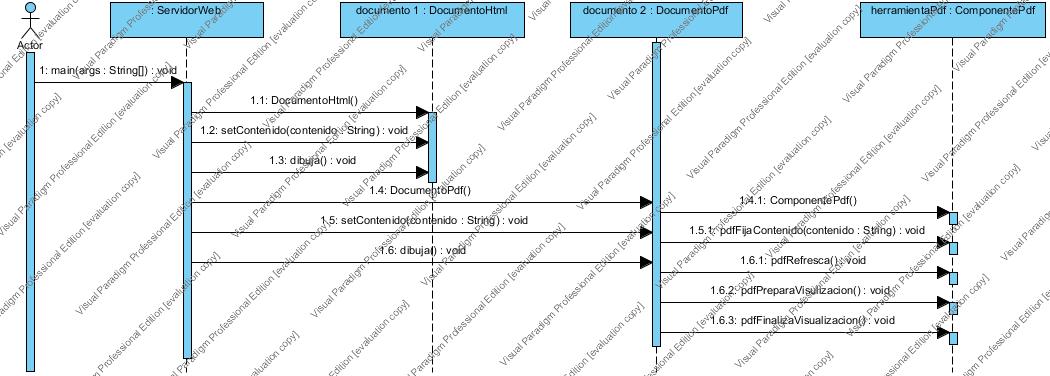 : ServidorWeb
documento 1 : DocumentoHtml
documento 2 : DocumentoPdf
herramientaPdf : ComponentePdf
Actor
1: main(args : String[]) : void
1.1: DocumentoHtml()
1.2: setContenido(contenido : String) : void
1.3: dibuja() : void
1.4: DocumentoPdf()
1.4.1: ComponentePdf()
1.5: setContenido(contenido : String) : void
1.5.1: pdfFijaContenido(contenido : String) : void
1.6: dibuja() : void
1.6.1: pdfRefresca() : void
1.6.2: pdfPreparaVisulizacion() : void
1.6.3: pdfFinalizaVisualizacion() : void
Visual Paradigm Professional Edition [evaluation copy]